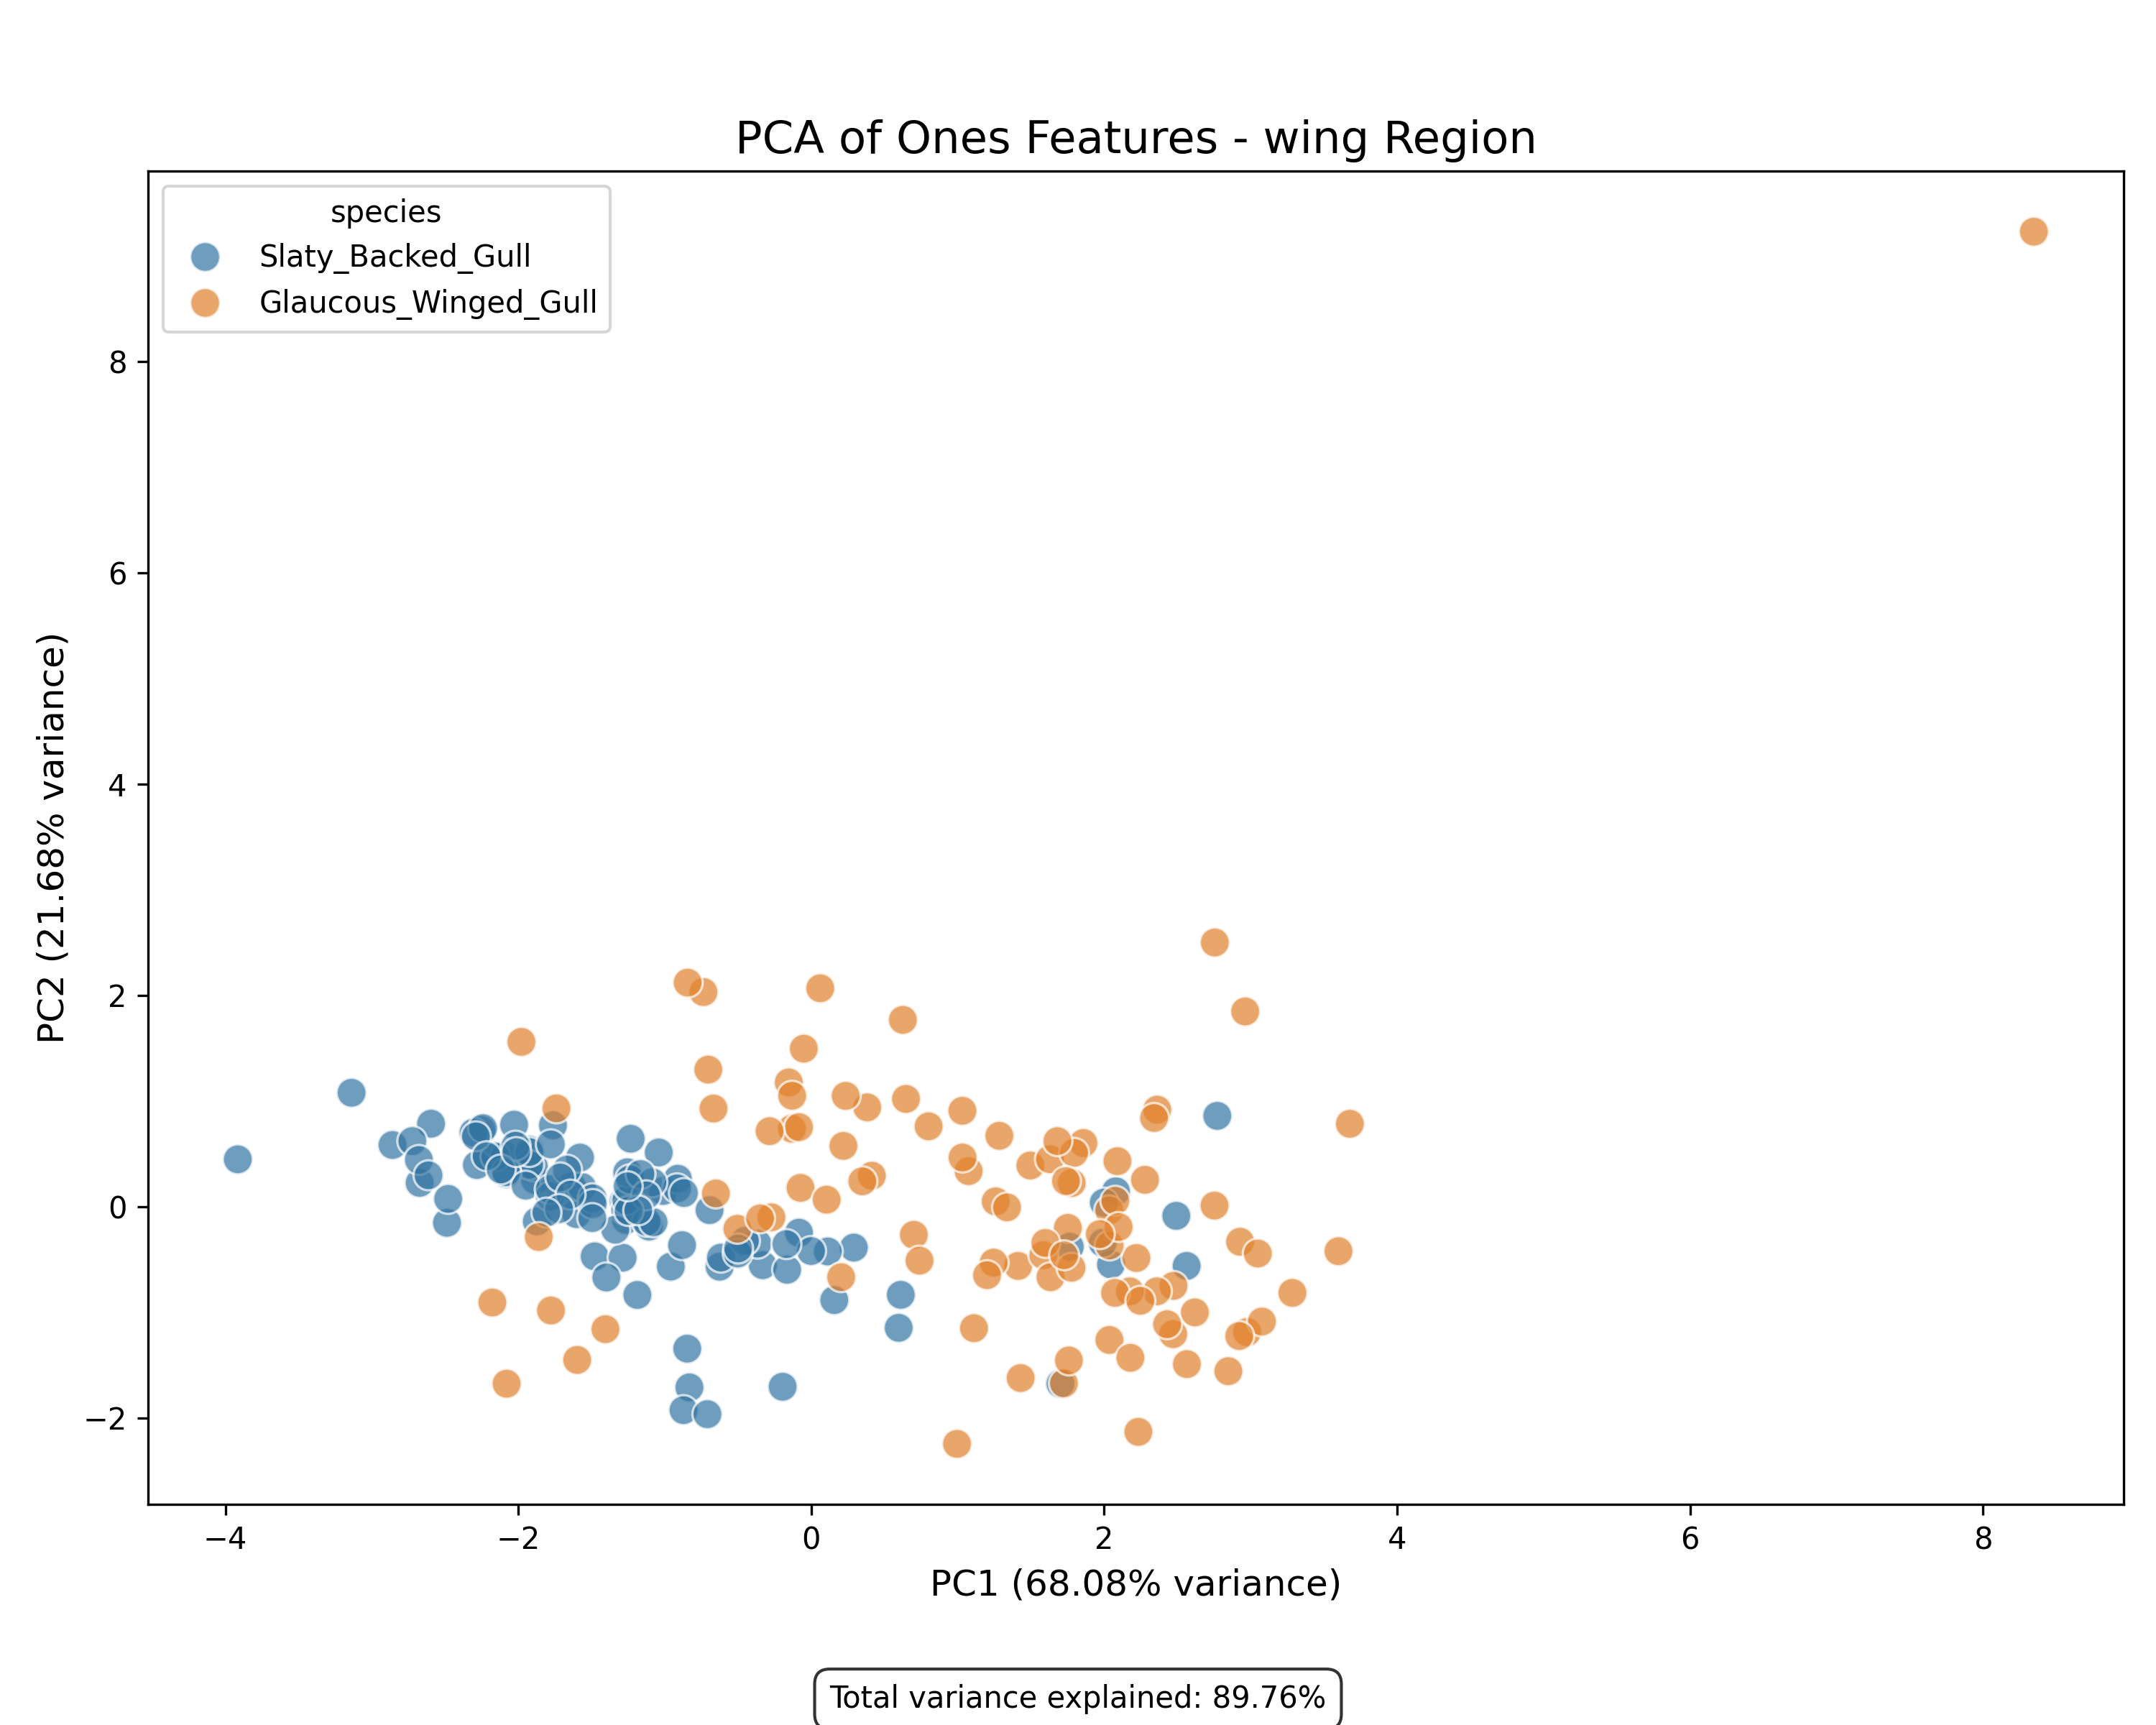 PCA of Ones Features - wing Region
species
Slaty_Backed_Gull
Glaucous_Winged_Gull
8
6
4
2
0
−2
PC2 (21.68% variance)
−4
−2
0
2
4
6
8
PC1 (68.08% variance)
Total variance explained: 89.76%